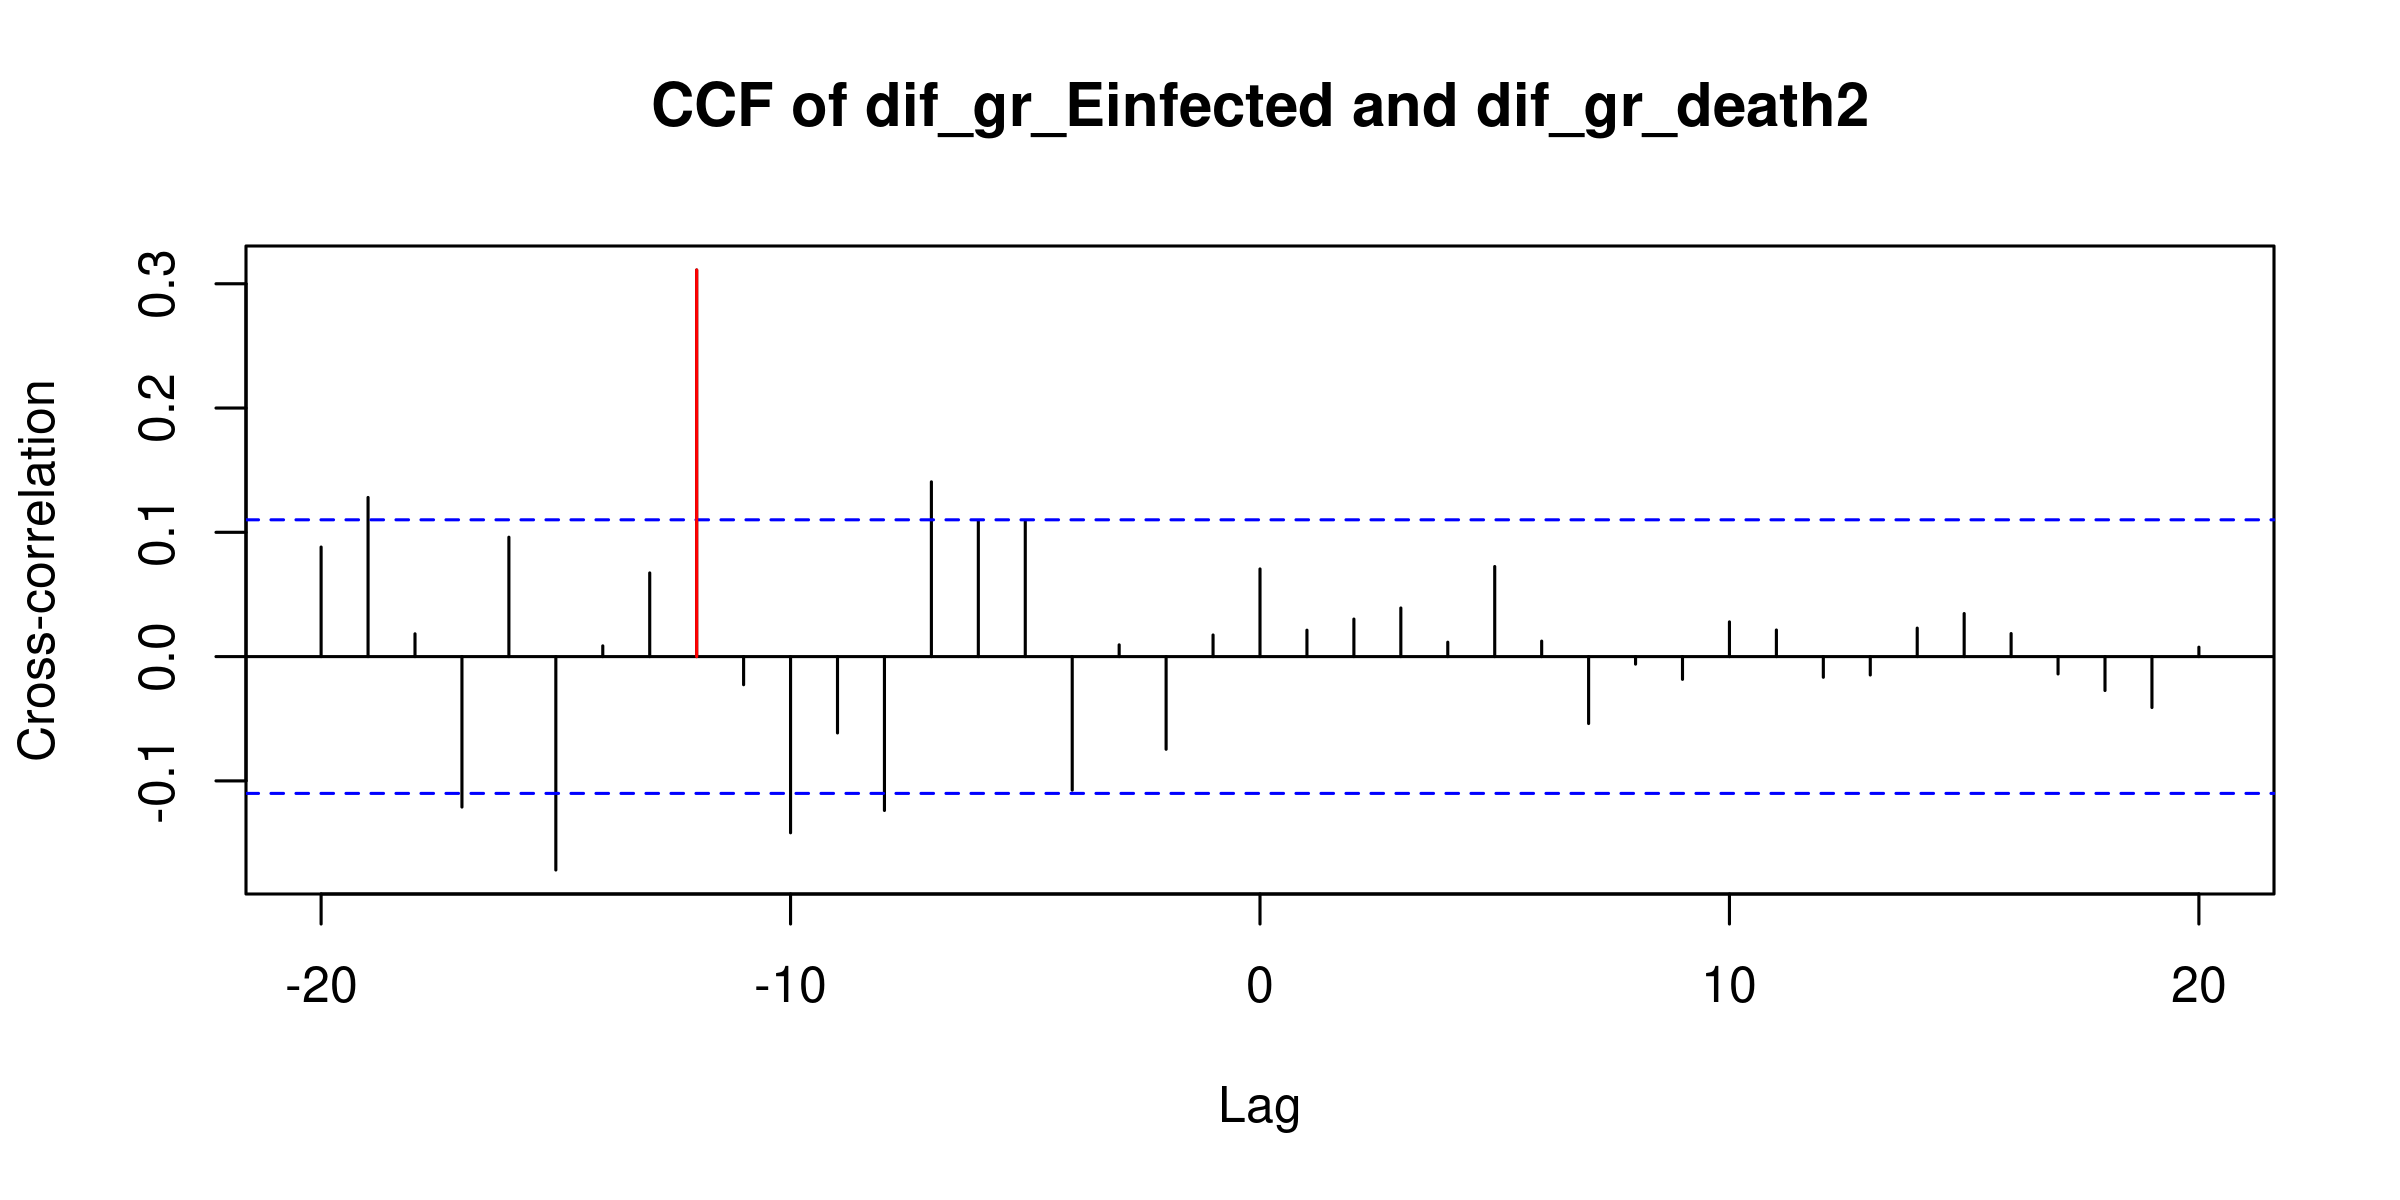 CCF of dif_gr_Einfected and dif_gr_death2
Cross-correlation
0.3
0.2
0.1
0.0
-0.1
-20 -10 0 10 20
Lag